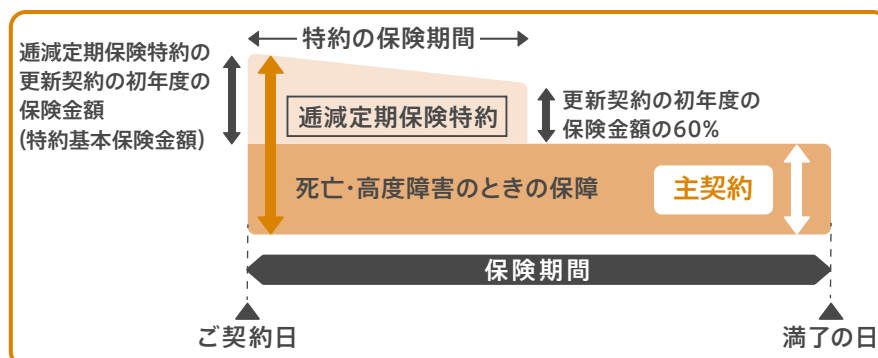 特約の保険期間
逓減定期保険特約の
更新契約の初年度の
保険金額
(特約基本保険金額)
逓減定期保険特約
更新契約の初年度の
保険金額の60%
死亡・高度障害のときの保障
主契約
保険期間
ご契約日
満了の日